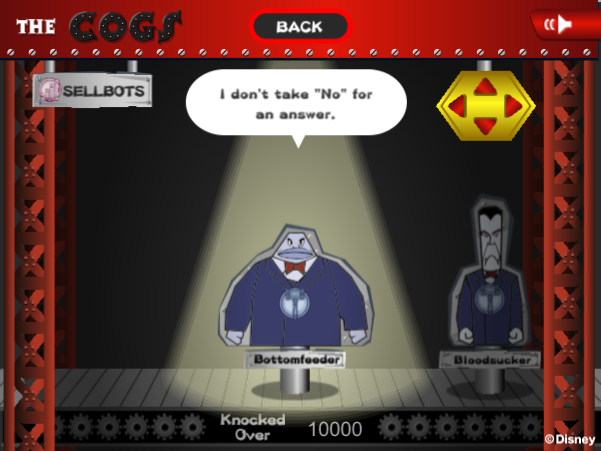 THE COGS
BACK
SELLBOTS
I don't take "No" for
an answer.
Bottomfeeder
Bloodsucker
Knocked
Over
10000
©Disney